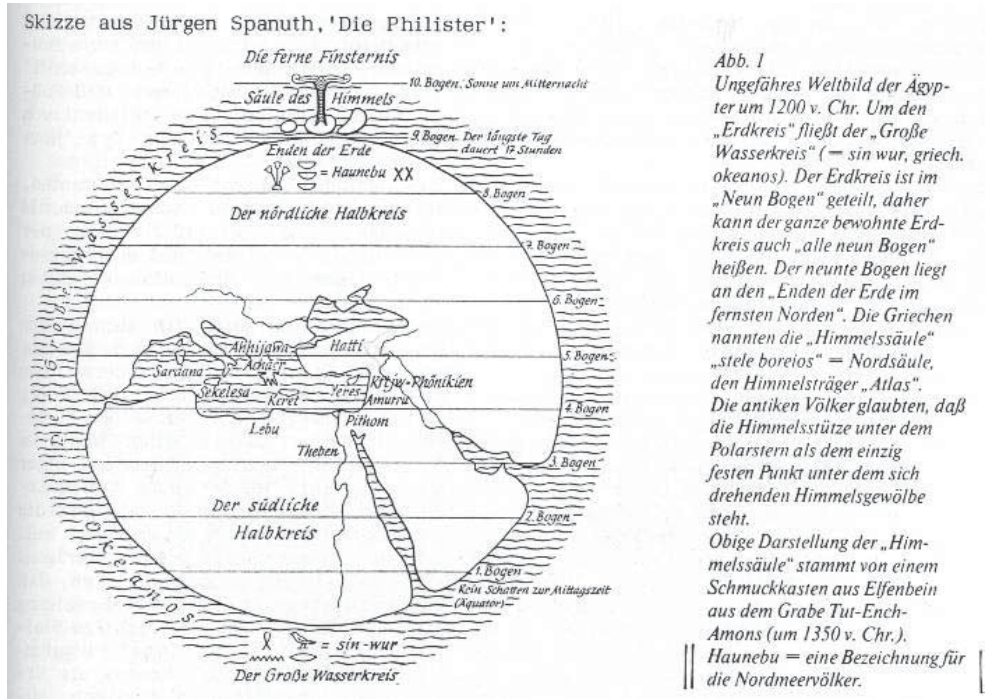 Skizze aus Jürgen Spanuth,'Die Philister':
Die ferne Finsternis
10. Bogen. Sonne um Mitternacht
Säule des Himmels
9. Bogen. Der längste Tag
dauert 17 Stunden
Enden der Erde
= Haunebu XX
8. Bogen
Der nördliche Halbkreis
7. Bogen
6. Bogen
Der Große Wasserkreis
Ahhijawa
Hatti
5. Bogen
Sardana
Achäer
Sekelesa
Keret
Yeres
Kftjw-Phönikien
Amurru
4. Bogen
Lebu
Pithom
Theben
3. Bogen
Der südliche
Halbkreis
2. Bogen
1. Bogen
Kein Schatten zur Mittagszeit
(Äquator)
Okeanos
= sin-wur
Der Große Wasserkreis
Abb. 1
Ungefähres Weltbild der Ägyp-
ter um 1200 v. Chr. Um den
„Erdkreis“ fließt der „Große
Wasserkreis“ (= sin wur, griech.
okeanos). Der Erdkreis ist im
„Neun Bogen“ geteilt, daher
kann der ganze bewohnte Erd-
kreis auch „alle neun Bogen“
heißen. Der neunte Bogen liegt
an den „Enden der Erde im
fernsten Norden“. Die Griechen
nannten die „Himmelssäule“
„stele boreios“ = Nordsäule,
den Himmelsträger „Atlas“.
Die antiken Völker glaubten, daß
die Himmelsstütze unter dem
Polarstern als dem einzig
festen Punkt unter dem sich
drehenden Himmelsgewölbe
steht.
Obige Darstellung der „Him-
melssäule“ stammt von einem
Schmuckkasten aus Elfenbein
aus dem Grabe Tut-Ench-
Amons (um 1350 v. Chr.).
Haunebu = eine Bezeichnung für
die Nordmeervölker.